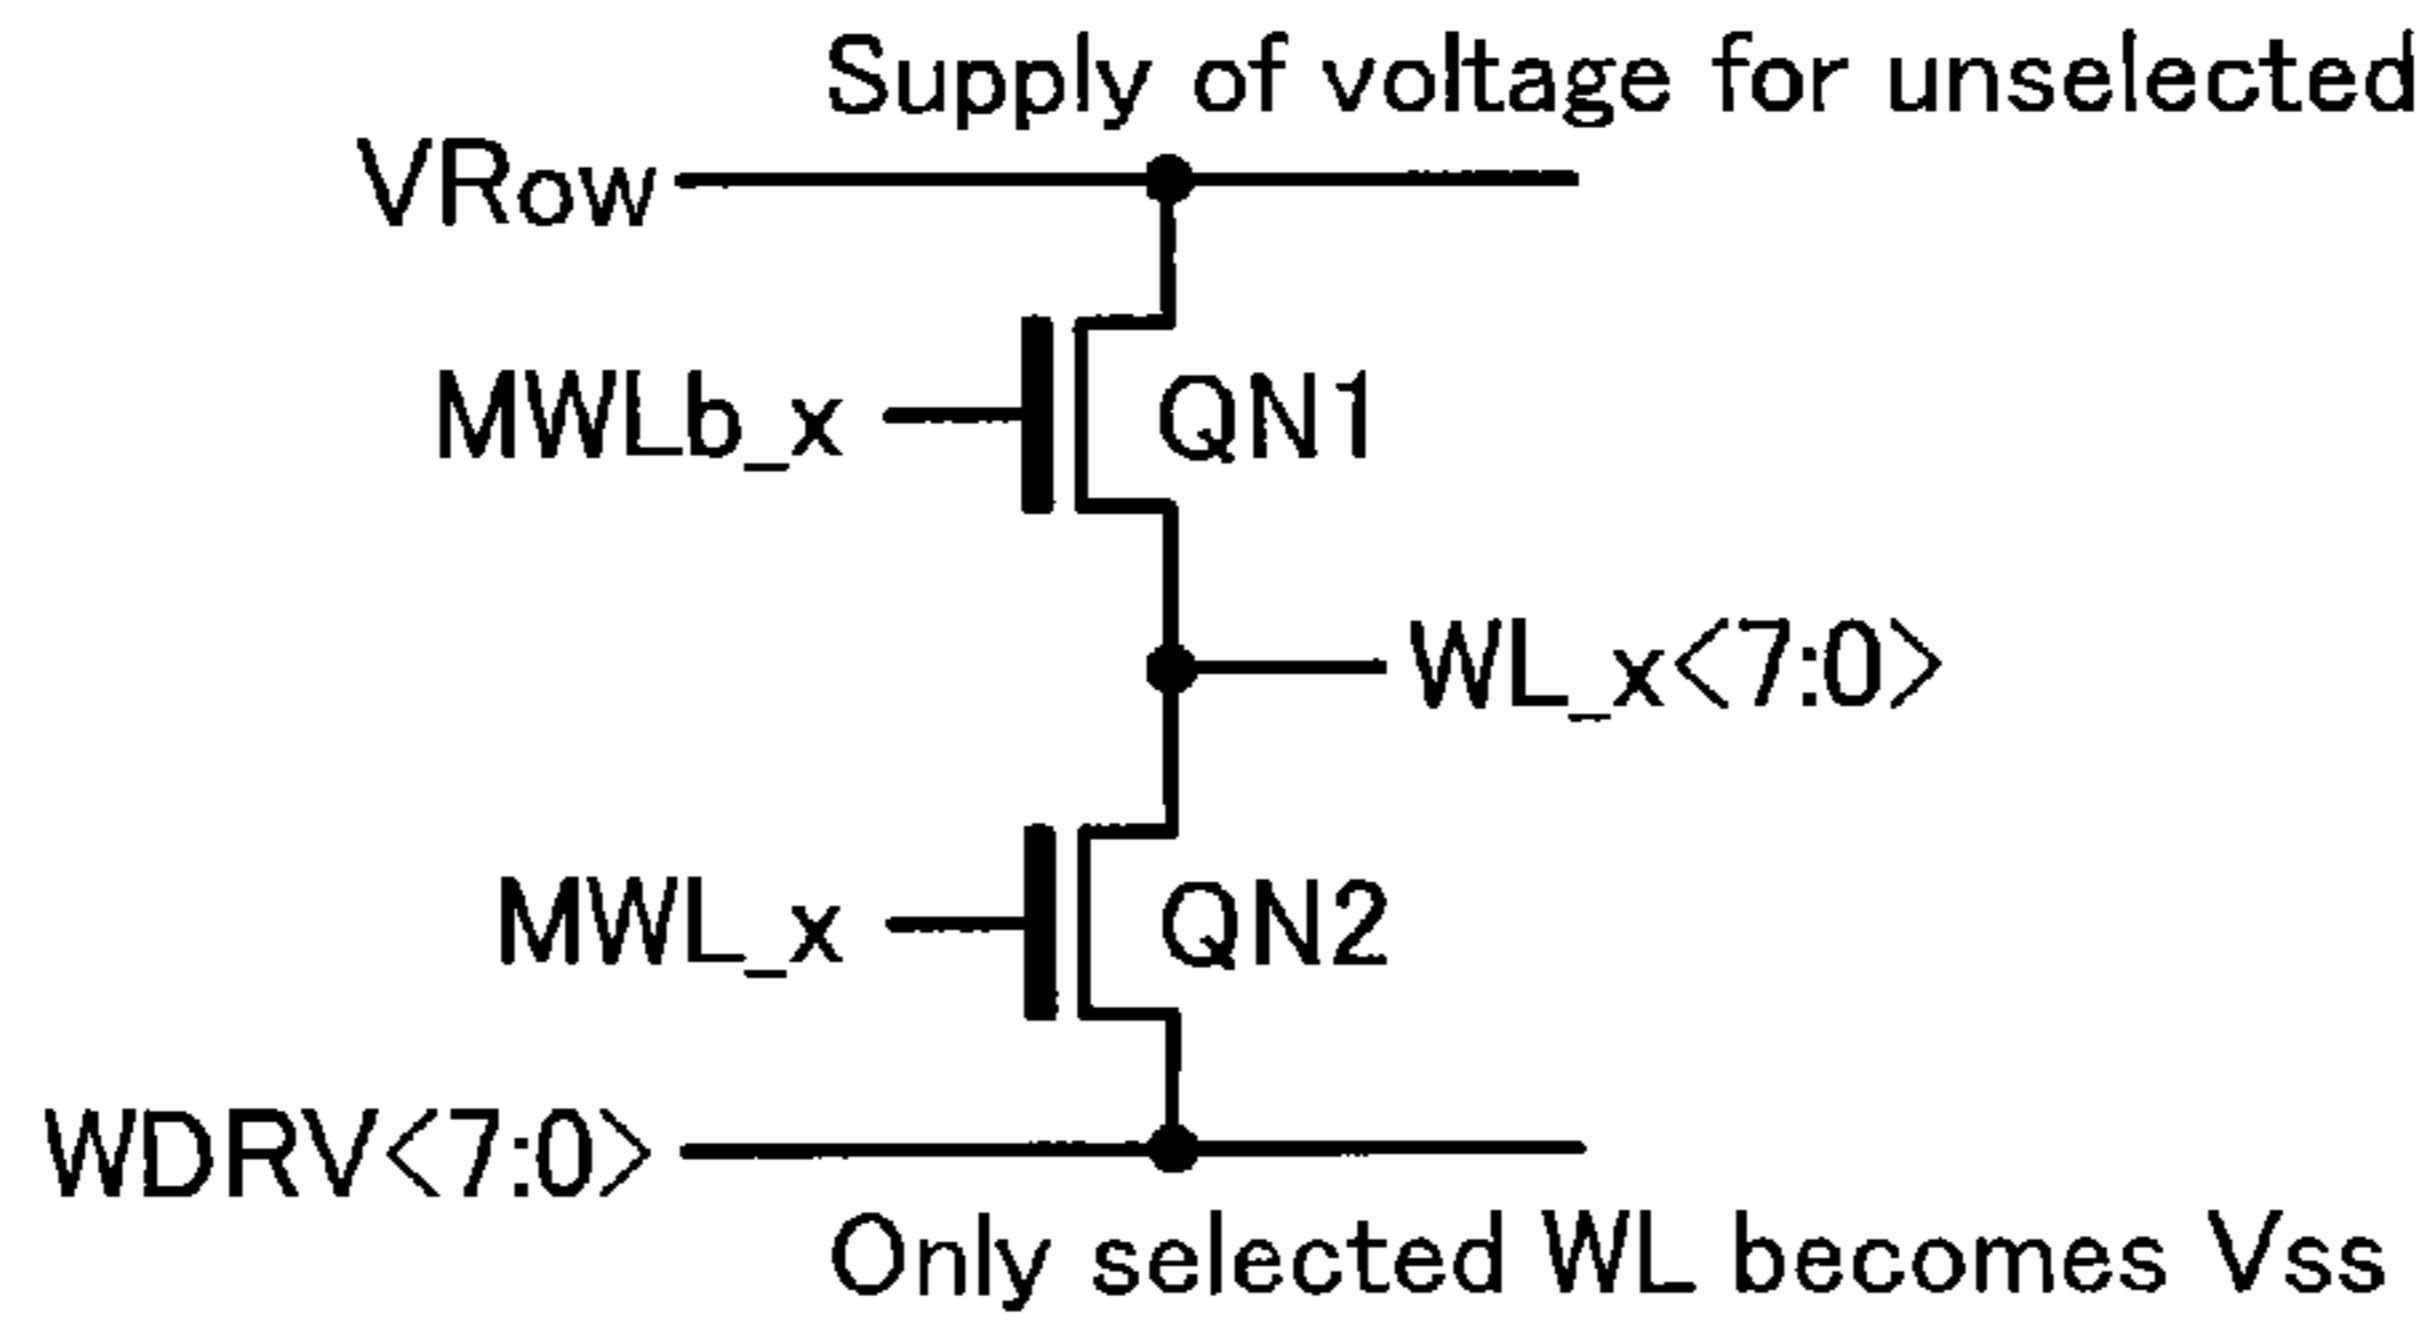 Supply of voltage for unselected
VRow
MWLb_x
QN1
WL_x<7:0>
MWL_x
QN2
WDRV<7:0>
Only selected WL becomes Vss